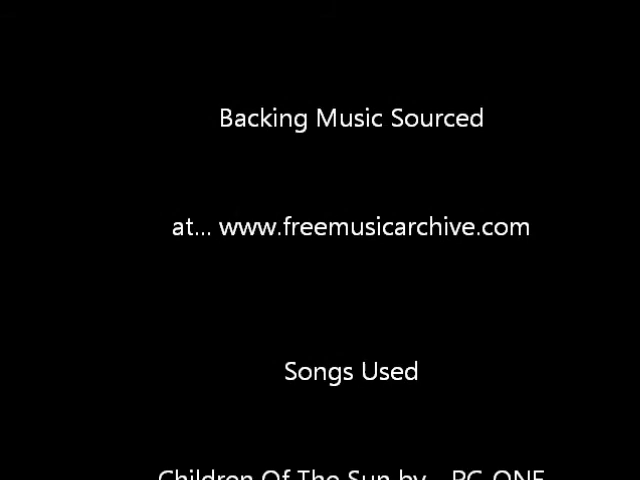 Backing Music Sourced
at... www.freemusicarchive.com
Songs Used
Children Of The Sun by... PC-ONE